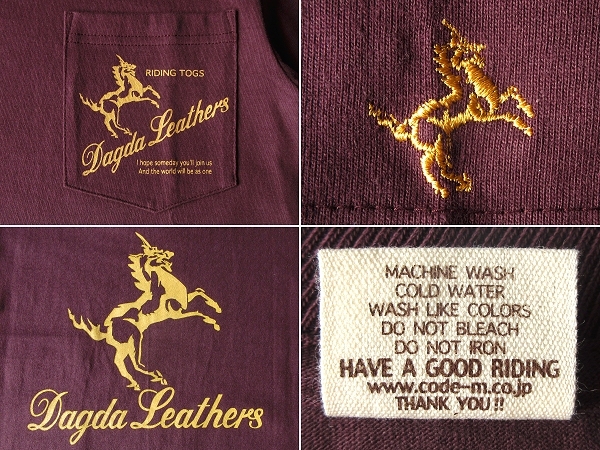 RIDING TOGS
Dagda Leathers
I hope someday you'll join us
And the world will be as one
Dagda Leathers
MACHINE WASH
COLD WATER
WASH LIKE COLORS
DO NOT BLEACH
DO NOT IRON
HAVE A GOOD RIDING
www.code-m.co.jp
THANK YOU!!